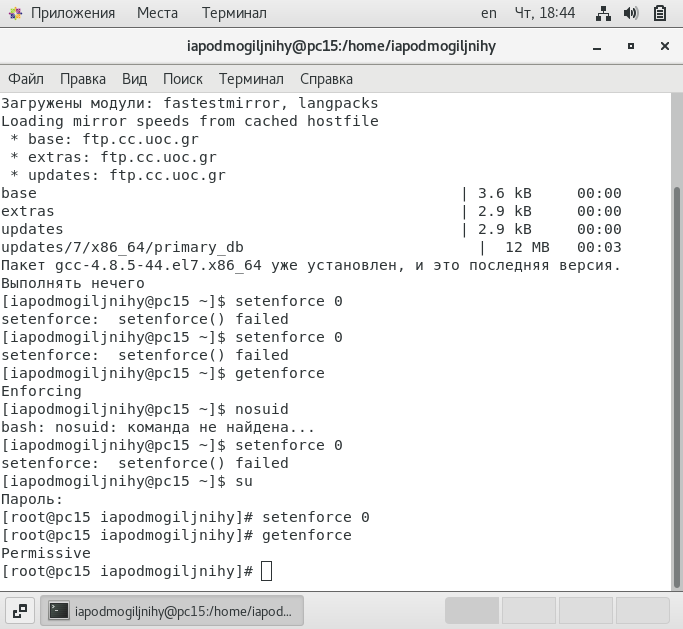 Приложения Места Терминал en Чт, 18:44
iapodmogiljnihy@pc15:/home/iapodmogiljnihy
Файл Правка Вид Поиск Терминал Справка
Загружены модули: fastestmirror, langpacks
Loading mirror speeds from cached hostfile
 * base: ftp.cc.uoc.gr
 * extras: ftp.cc.uoc.gr
 * updates: ftp.cc.uoc.gr
base                                               | 3.6 kB     00:00
extras                                             | 2.9 kB     00:00
updates                                            | 2.9 kB     00:00
updates/7/x86_64/primary_db                          |  12 MB   00:03
Пакет gcc-4.8.5-44.el7.x86_64 уже установлен, и это последняя версия.
Выполнять нечего
[iapodmogiljnihy@pc15 ~]$ setenforce 0
setenforce:  setenforce() failed
[iapodmogiljnihy@pc15 ~]$ setenforce 0
setenforce:  setenforce() failed
[iapodmogiljnihy@pc15 ~]$ getenforce
Enforcing
[iapodmogiljnihy@pc15 ~]$ nosuid
bash: nosuid: команда не найдена...
[iapodmogiljnihy@pc15 ~]$ setenforce 0
setenforce:  setenforce() failed
[iapodmogiljnihy@pc15 ~]$ su
Пароль:
[root@pc15 iapodmogiljnihy]# setenforce 0
[root@pc15 iapodmogiljnihy]# getenforce
Permissive
[root@pc15 iapodmogiljnihy]#
iapodmogiljnihy@pc15:/home/iapod...